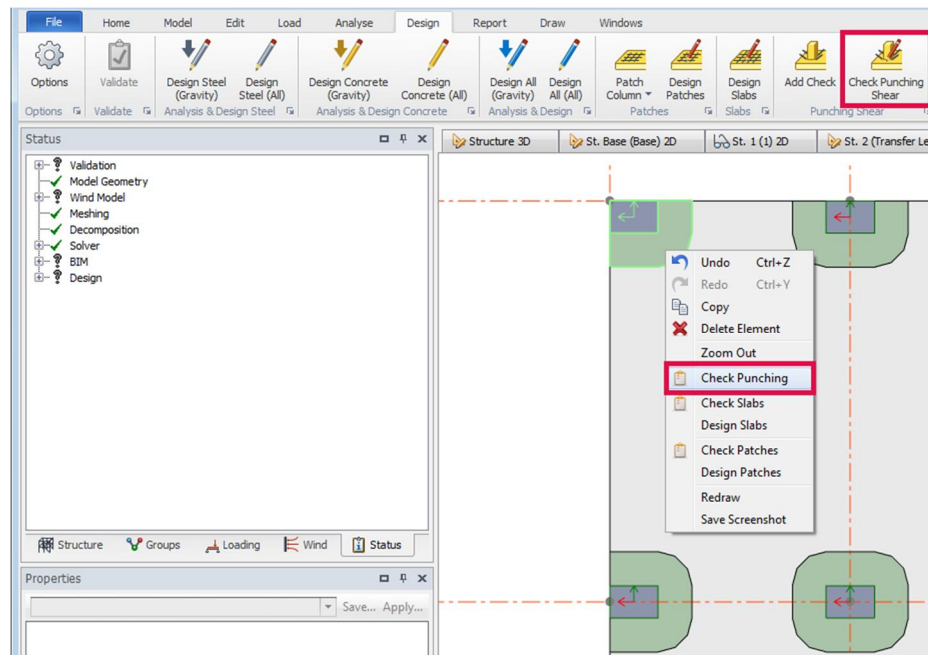 File Home Model Edit Load Analyse Design Report Draw Windows
Options Validate Design Steel (Gravity) Design Steel (All) Design Concrete (Gravity) Design Concrete (All) Design All (Gravity) Design All (All) Patch Column Design Patches Design Slabs Add Check Check Punching Shear
Options Validate Analysis & Design Steel Analysis & Design Concrete Analysis & Design Patches Slabs Punching Shear
Status
Structure 3D St. Base (Base) 2D St. 1 (1) 2D St. 2 (Transfer Le
Validation
Model Geometry
Wind Model
Meshing
Decomposition
Solver
BIM
Design
Undo Ctrl+Z
Redo Ctrl+Y
Copy
Delete Element
Zoom Out
Check Punching
Check Slabs
Design Slabs
Check Patches
Design Patches
Redraw
Save Screenshot
Structure Groups Loading Wind Status
Properties
Save... Apply...